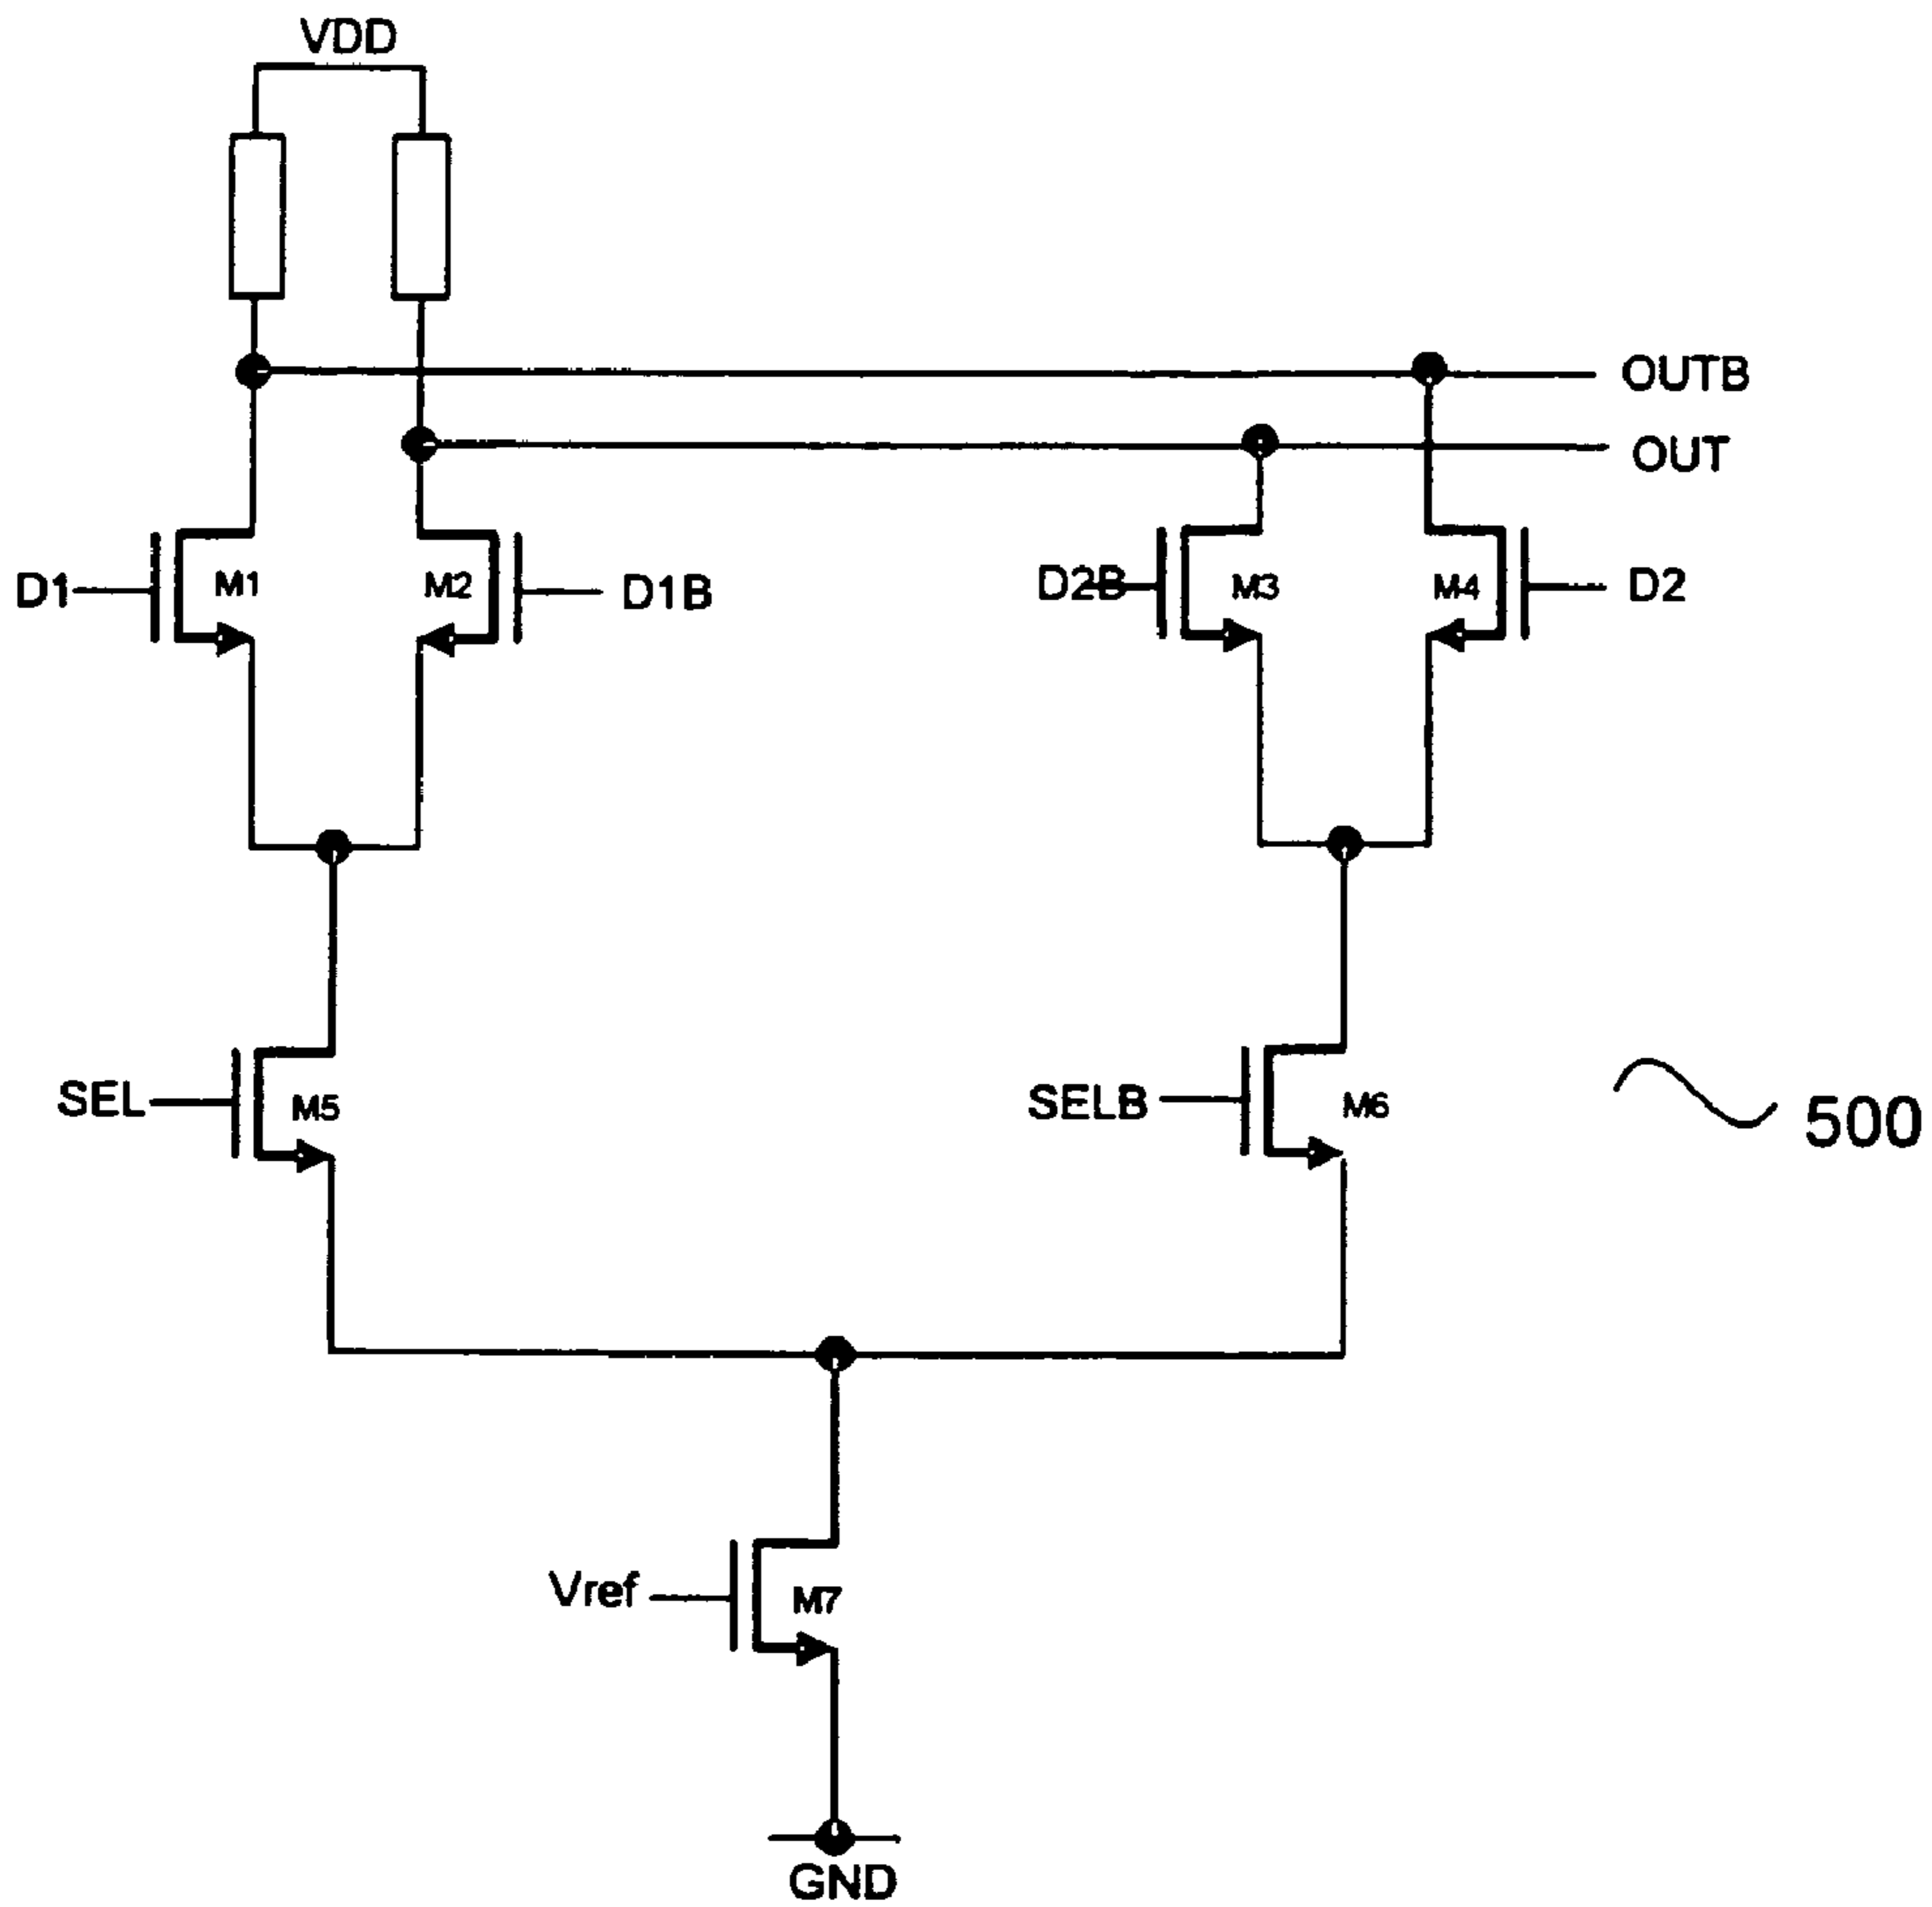 VDD
OUTB
OUT
D1
M1
M2
D1B
D2B
M3
M4
D2
SEL
M5
SELB
M6
500
Vref
M7
GND